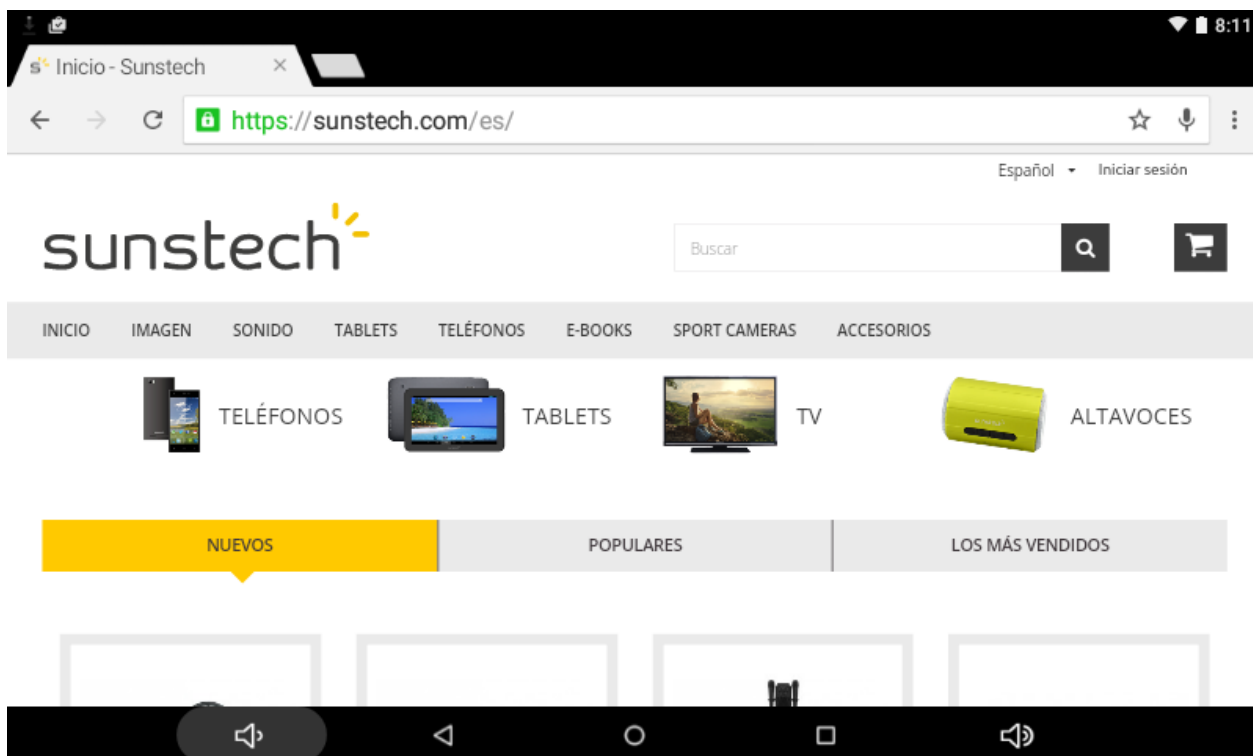 8:11
s Inicio - Sunstech
https://sunstech.com/es/
Español Iniciar sesión
sunstech
Buscar
INICIO IMAGEN SONIDO TABLETS TELÉFONOS E-BOOKS SPORT CAMERAS ACCESORIOS
TELÉFONOS TABLETS TV ALTAVOCES
NUEVOS POPULARES LOS MÁS VENDIDOS